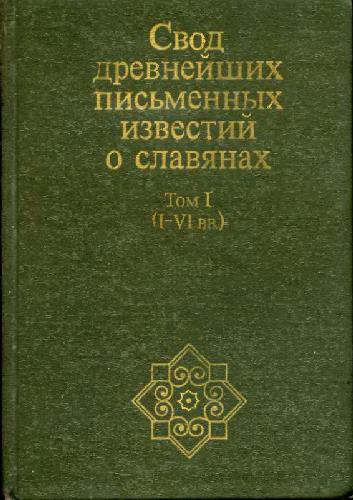 Свод
древнейших
письменных
известий
о славянах
Том I
(I–VI вв.)